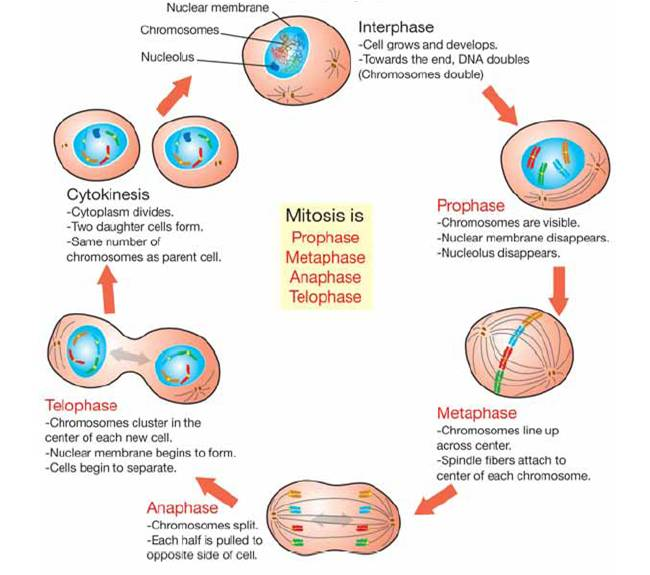 Nuclear membrane
Chromosomes
Nucleolus
Interphase
-Cell grows and develops.
-Towards the end, DNA doubles
(Chromosomes double)
Prophase
-Chromosomes are visible.
-Nuclear membrane disappears.
-Nucleolus disappears.
Metaphase
-Chromosomes line up
across center.
-Spindle fibers attach to
center of each chromosome.
Anaphase
-Chromosomes split.
-Each half is pulled to
opposite side of cell.
Telophase
-Chromosomes cluster in the
center of each new cell.
-Nuclear membrane begins to form.
-Cells begin to separate.
Cytokinesis
-Cytoplasm divides.
-Two daughter cells form.
-Same number of
chromosomes as parent cell.
Mitosis is
Prophase
Metaphase
Anaphase
Telophase